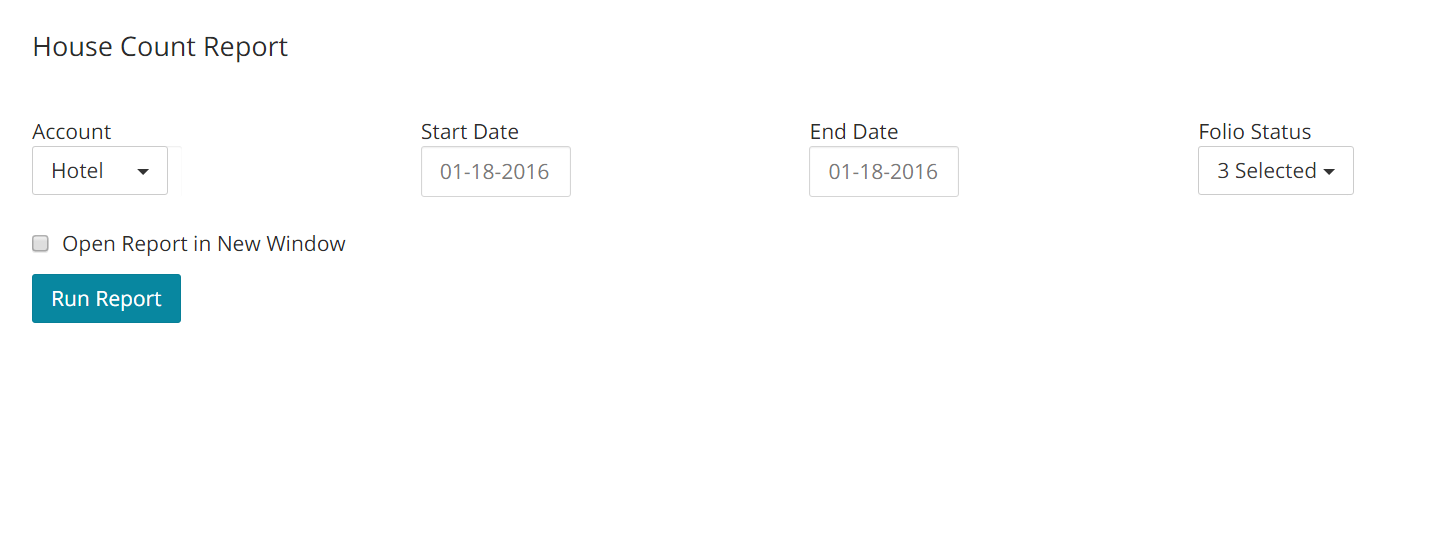 House Count Report
Account Start Date End Date Folio Status
Hotel 01-18-2016 01-18-2016 3 Selected
Open Report in New Window
Run Report